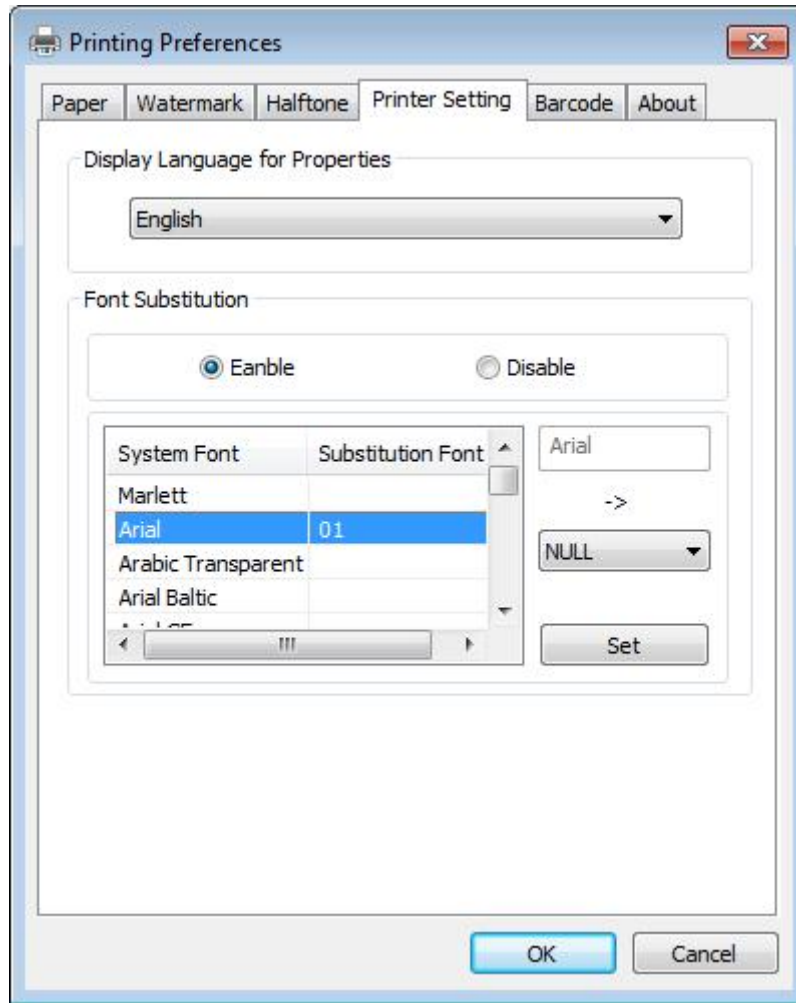 Printing Preferences
Paper Watermark Halftone Printer Setting Barcode About
Display Language for Properties
English
Font Substitution
Eanble Disable
System Font Substitution Font
Marlett
Arial 01
Arabic Transparent
Arial Baltic
Arial
->
NULL
Set
OK Cancel